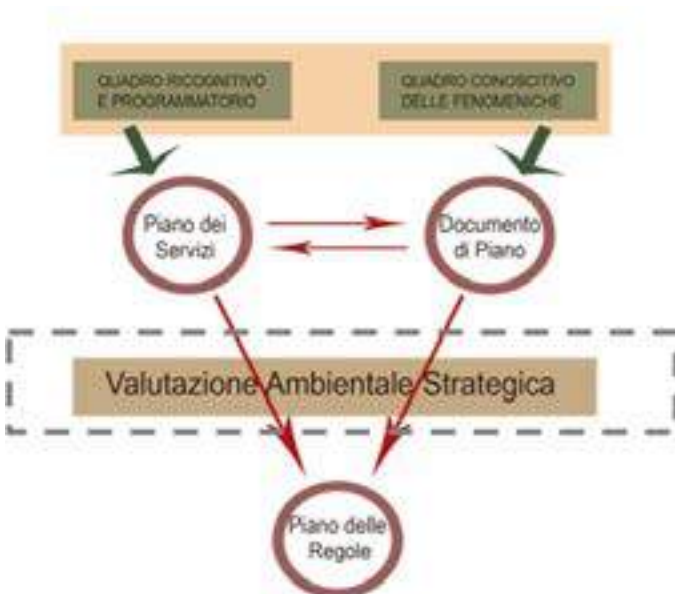 QUADRO RICOGNITIVO
E PROGRAMMATORIO
QUADRO CONOSCITIVO
DELLE FENOMENICHE
Piano dei
Servizi
Documento
di Piano
Valutazione Ambientale Strategica
Piano delle
Regole